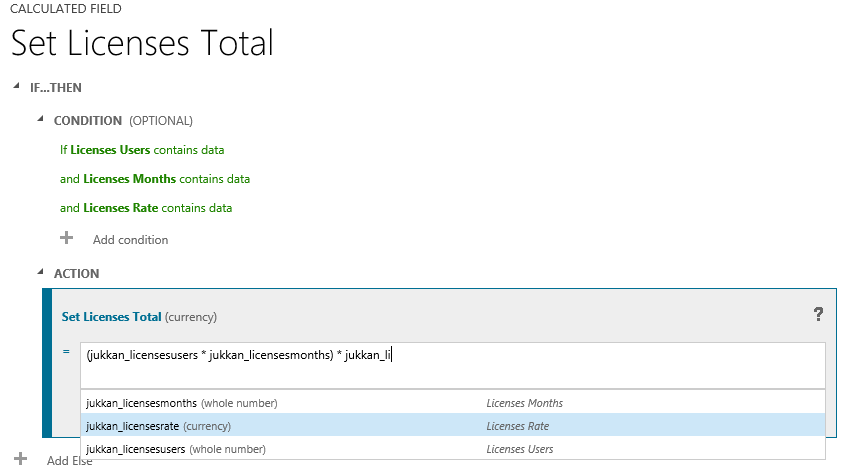 CALCULATED FIELD
Set Licenses Total
IF...THEN
CONDITION (OPTIONAL)
If Licenses Users contains data
and Licenses Months contains data
and Licenses Rate contains data
Add condition
ACTION
Set Licenses Total (currency) ?
= (jukkan_licensesusers * jukkan_licensesmonths) * jukkan_li
jukkan_licensesmonths (whole number) Licenses Months
jukkan_licensesrate (currency) Licenses Rate
jukkan_licensesusers (whole number) Licenses Users
Add Else